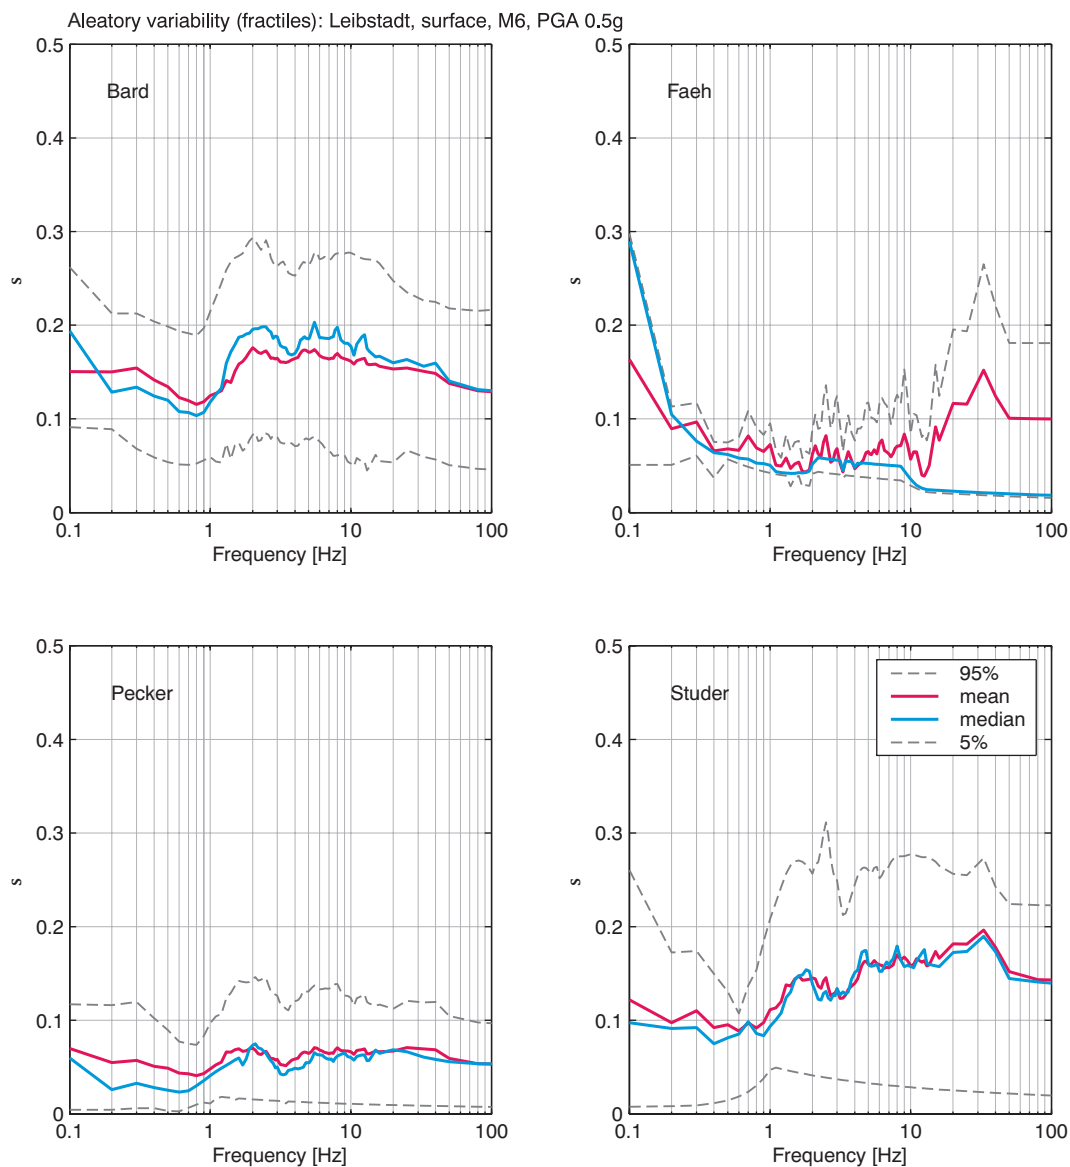 Aleatory variability (fractiles): Leibstadt, surface, M6, PGA 0.5g
0.5
0.4
0.3
0.2
0.1
0
s
Bard
0.1 1 10 100
Frequency [Hz]
0.5
0.4
0.3
0.2
0.1
0
s
Faeh
0.1 1 10 100
Frequency [Hz]
0.5
0.4
0.3
0.2
0.1
0
s
Pecker
0.1 1 10 100
Frequency [Hz]
0.5
0.4
0.3
0.2
0.1
0
s
Studer
95%
mean
median
5%
0.1 1 10 100
Frequency [Hz]